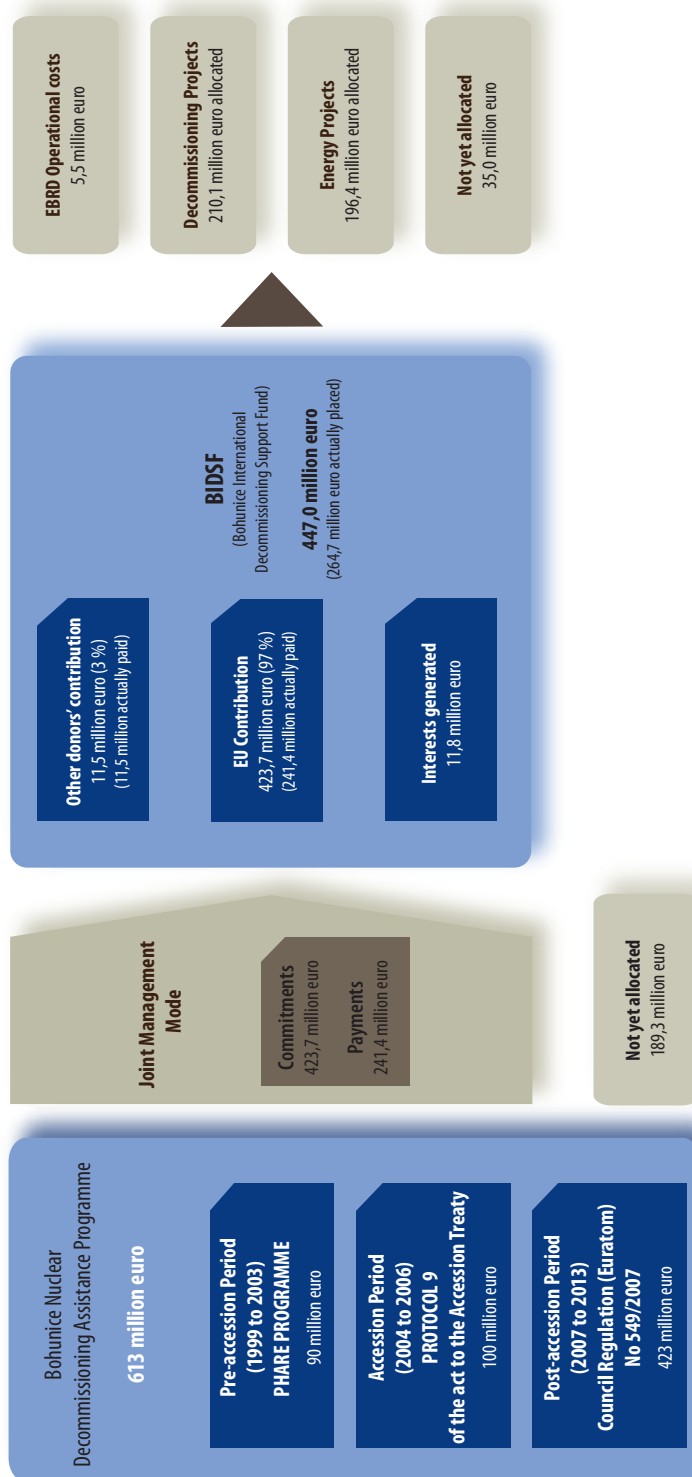 Bohunice Nuclear
Decommissioning Assistance Programme
613 million euro
Pre-accession Period
(1999 to 2003)
PHARE PROGRAMME
90 million euro
Accession Period
(2004 to 2006)
PROTOCOL 9
of the act to the Accession Treaty
100 million euro
Post-accession Period
(2007 to 2013)
Council Regulation (Euratom)
No 549/2007
423 million euro
Joint Management
Mode
Commitments
423,7 million euro
Payments
241,4 million euro
Not yet allocated
189,3 million euro
Other donors' contribution
11,5 million euro (3 %)
(11,5 million actually paid)
EU Contribution
423,7 million euro (97 %)
(241,4 million actually paid)
Interests generated
11,8 million euro
BIDSF
(Bohunice International
Decommissioning Support Fund)
447,0 million euro
(264,7 million euro actually placed)
EBRD Operational costs
5,5 million euro
Decommissioning Projects
210,1 million euro allocated
Energy Projects
196,4 million euro allocated
Not yet allocated
35,0 million euro